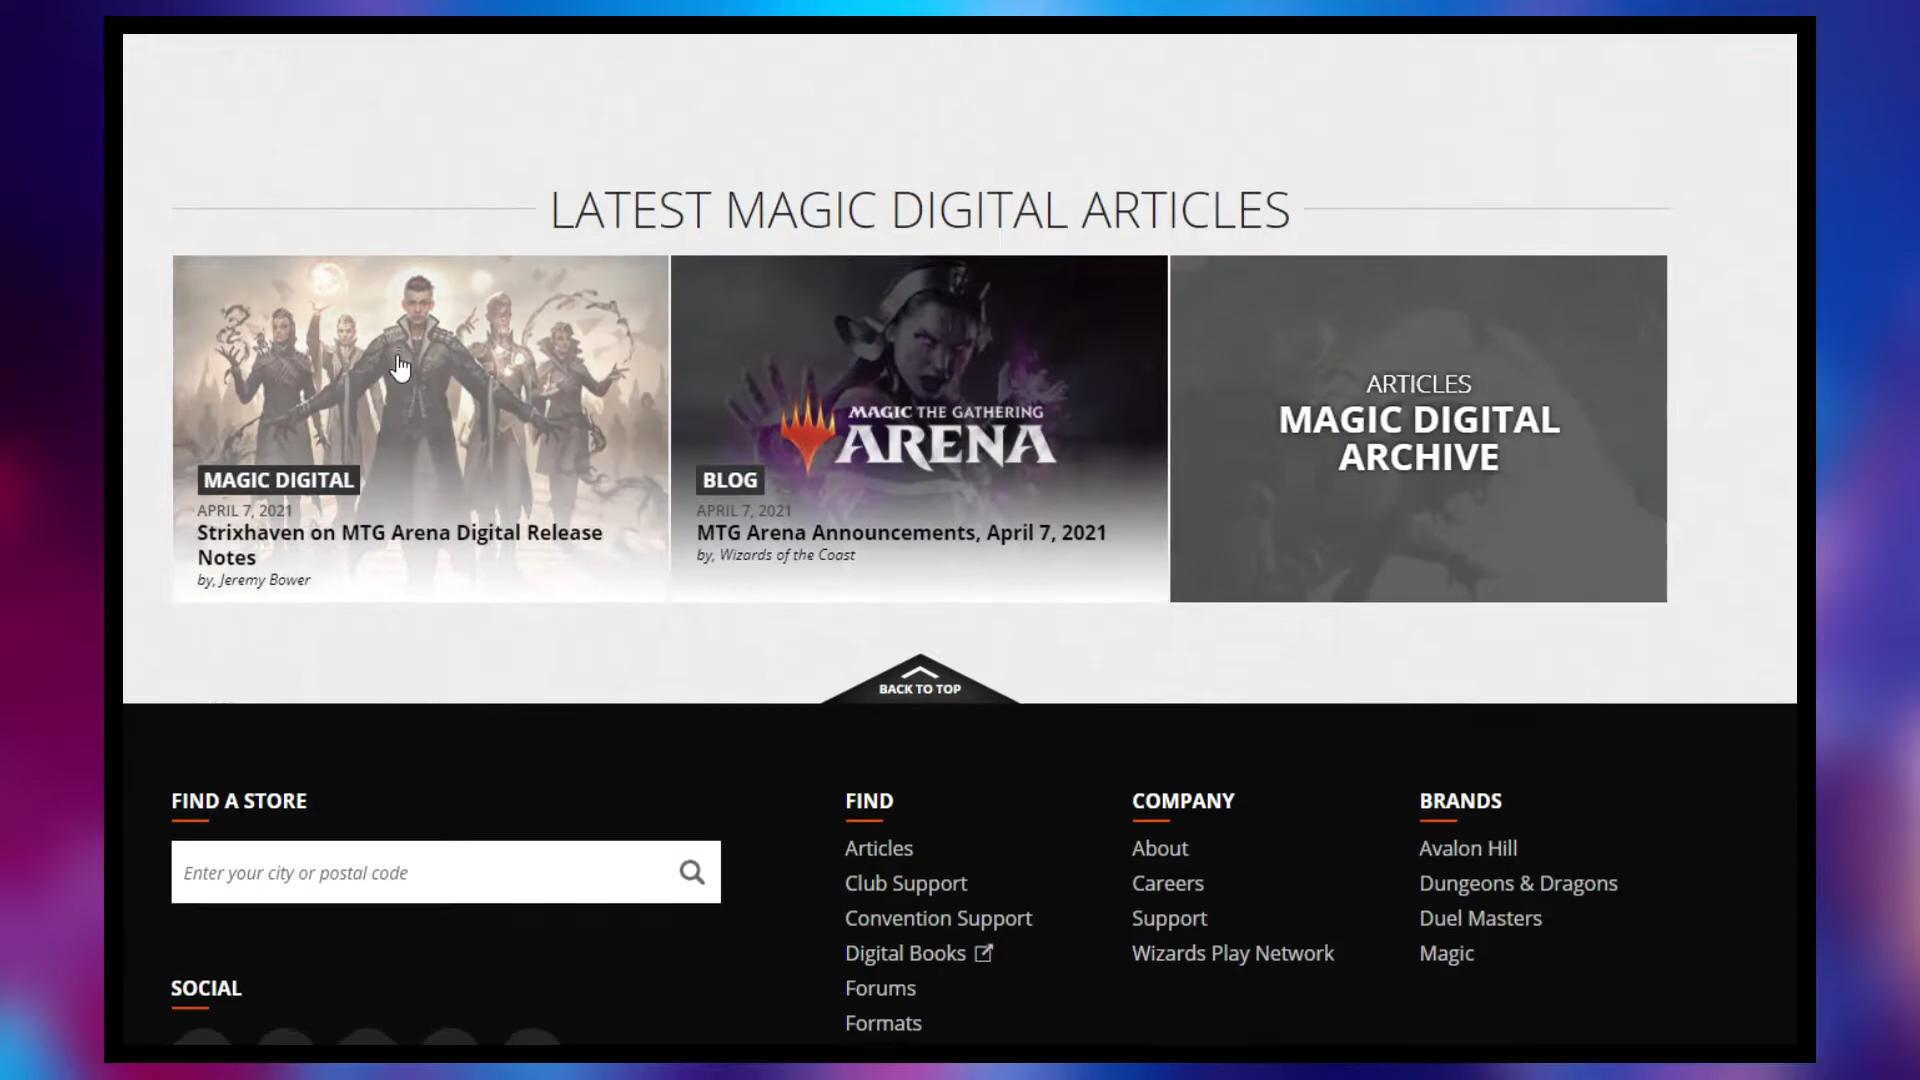 LATEST MAGIC DIGITAL ARTICLES
MAGIC DIGITAL
APRIL 7, 2021
Strixhaven on MTG Arena Digital Release
Notes
by, Jeremy Bower
MAGIC THE GATHERING
ARENA
BLOG
APRIL 7, 2021
MTG Arena Announcements, April 7, 2021
by, Wizards of the Coast
ARTICLES
MAGIC DIGITAL
ARCHIVE
BACK TO TOP
FIND A STORE
Enter your city or postal code
SOCIAL
FIND
Articles
Club Support
Convention Support
Digital Books
Forums
Formats
COMPANY
About
Careers
Support
Wizards Play Network
BRANDS
Avalon Hill
Dungeons & Dragons
Duel Masters
Magic